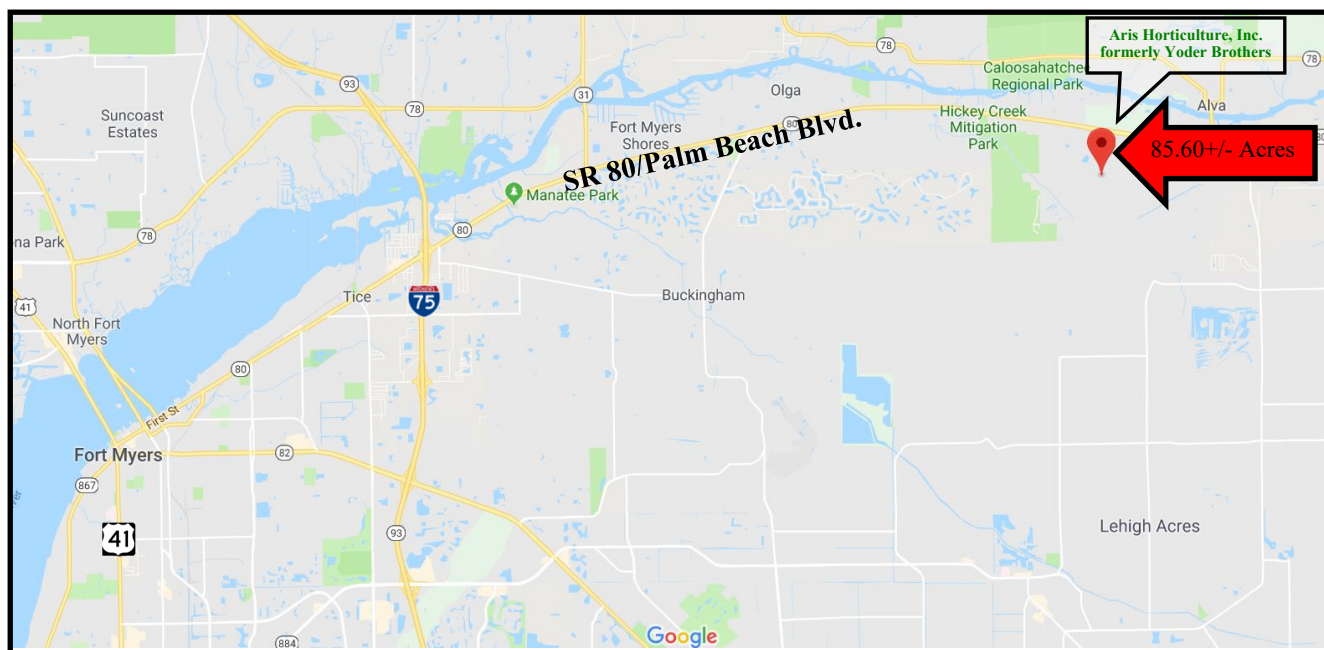 Aris Horticulture, Inc.
formerly Yoder Brothers
93
78
78
78
Caloosahatchee
Regional Park
31
Olga
Suncoast
Estates
78
Fort Myers
Shores
80
Hickey Creek
Mitigation
Park
Alva
80
85.60+/- Acres
SR 80/Palm Beach Blvd.
Manatee Park
80
78
na Park
Tice
75
Buckingham
41
North Fort
Myers
80
First St
Fort Myers
82
867
41
93
Lehigh Acres
884
Google